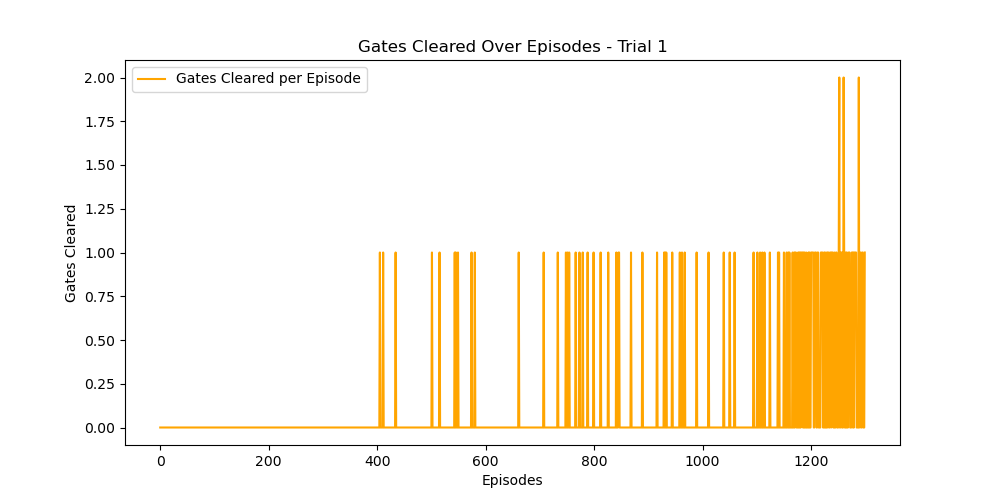 Gates Cleared Over Episodes - Trial 1
Gates Cleared per Episode
2.00
1.75
1.50
1.25
1.00
0.75
0.50
0.25
0.00
Gates Cleared
0 200 400 600 800 1000 1200
Episodes